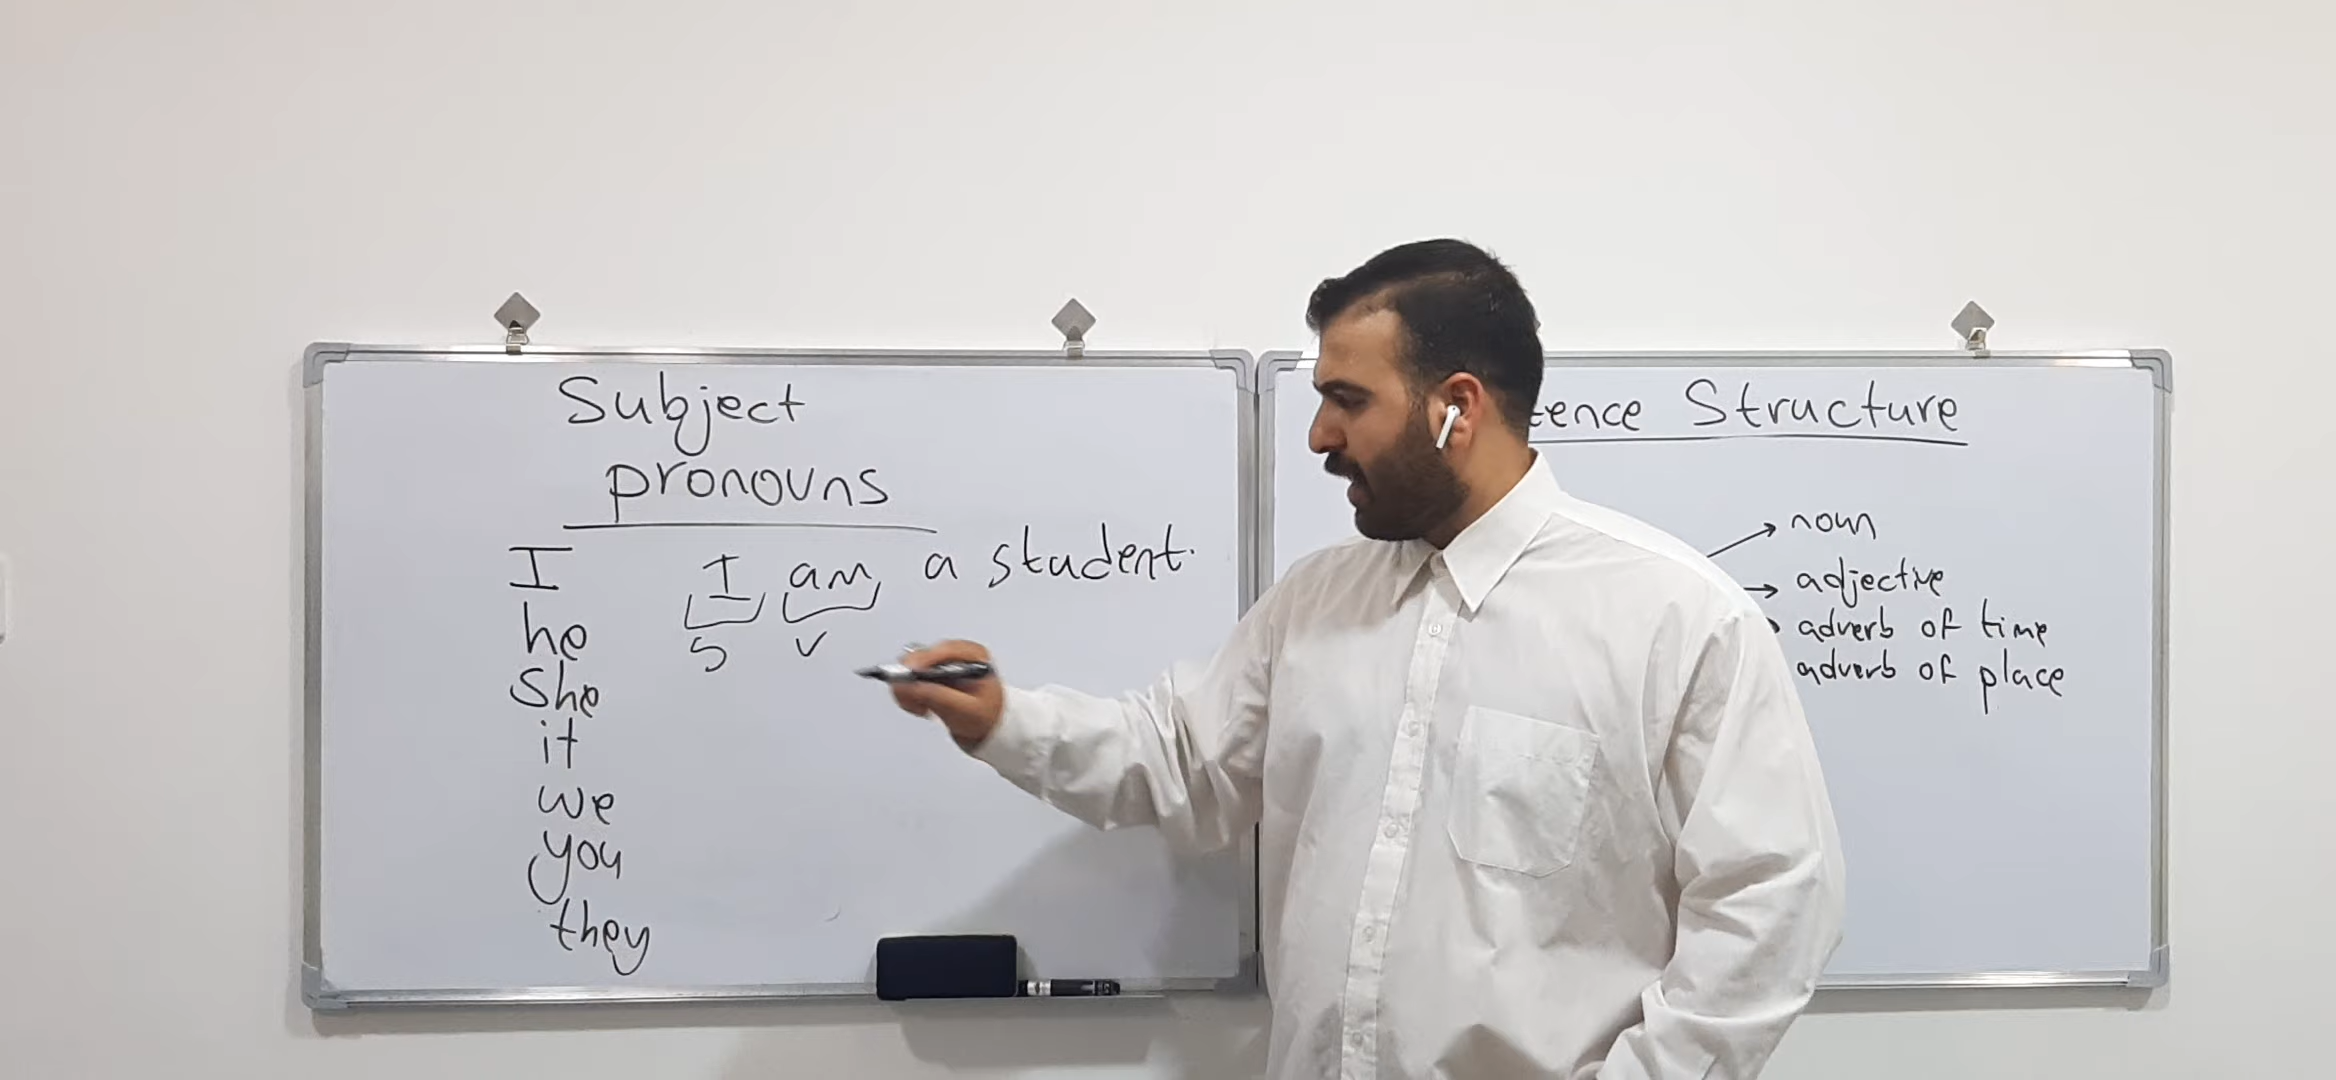 Subject
pronouns
I
he
she
it
we
you
they
I am a student.
S v
tence Structure
noun
adjective
adverb of time
adverb of place